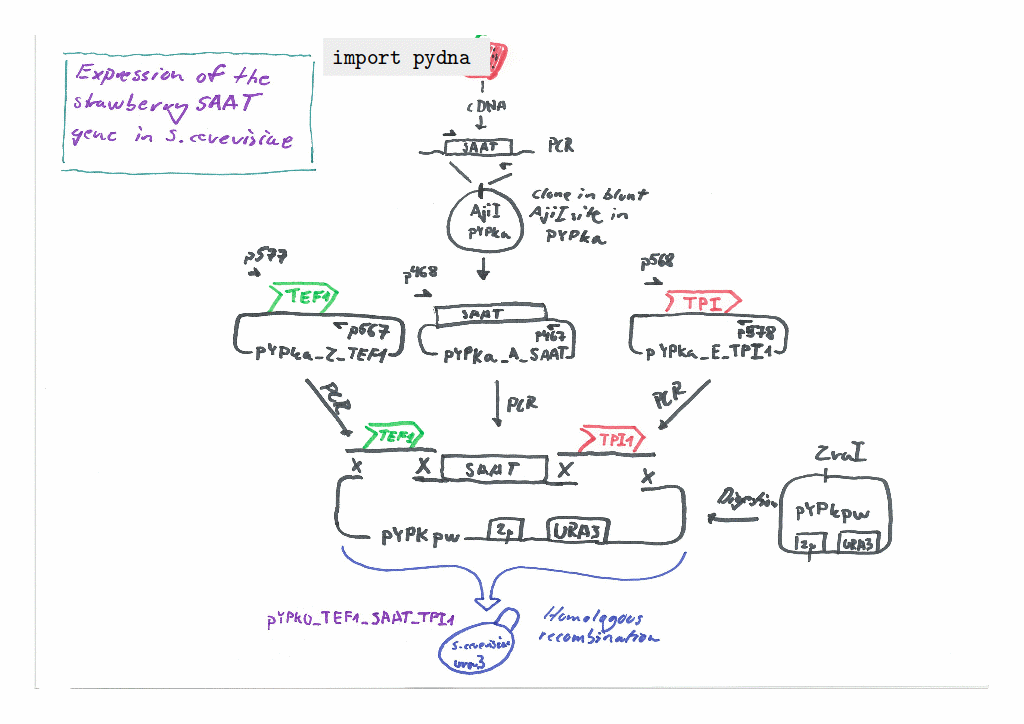 import pydna
Expression of the
strawberry SAAT
gene in S. cerevisiae
cDNA
SAAT
PCR
AjiI
pYPKa
Clone in blunt
AjiI site in
pYPKa
p577
TEF1
p667
pYPKa_Z_TEF1
p468
SAAT
p467
pYPKa_A_SAAT
p568
TPI
p578
pYPKa_E_TPI1
PCR
PCR
PCR
TEF1
TPI1
x
X
SAAT
X
x
pYPKpw
2µ
URA3
Digestion
ZraI
pYPKpw
2µ
URA3
pYPK0_TEF1_SAAT_TPI1
Homologous
recombination
S. cerevisiae
ura3